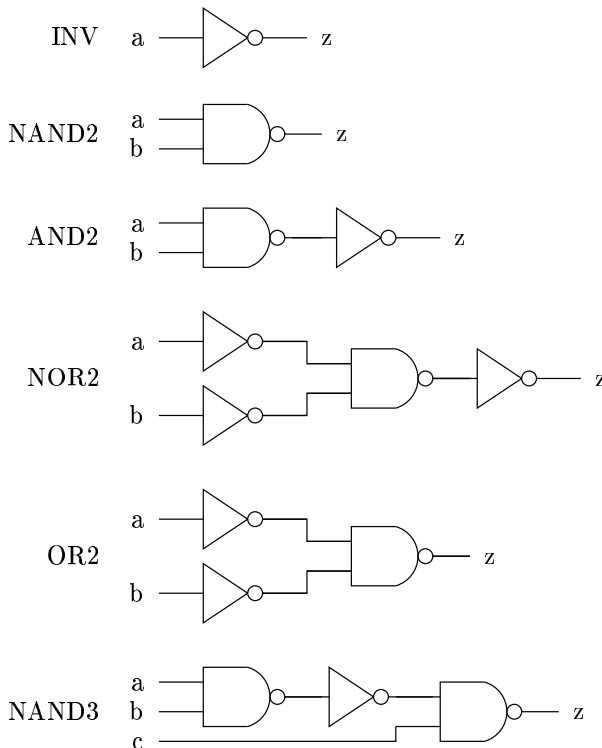 INV a z
NAND2 a b z
AND2 a b z
NOR2 a b z
OR2 a b z
NAND3 a b c z